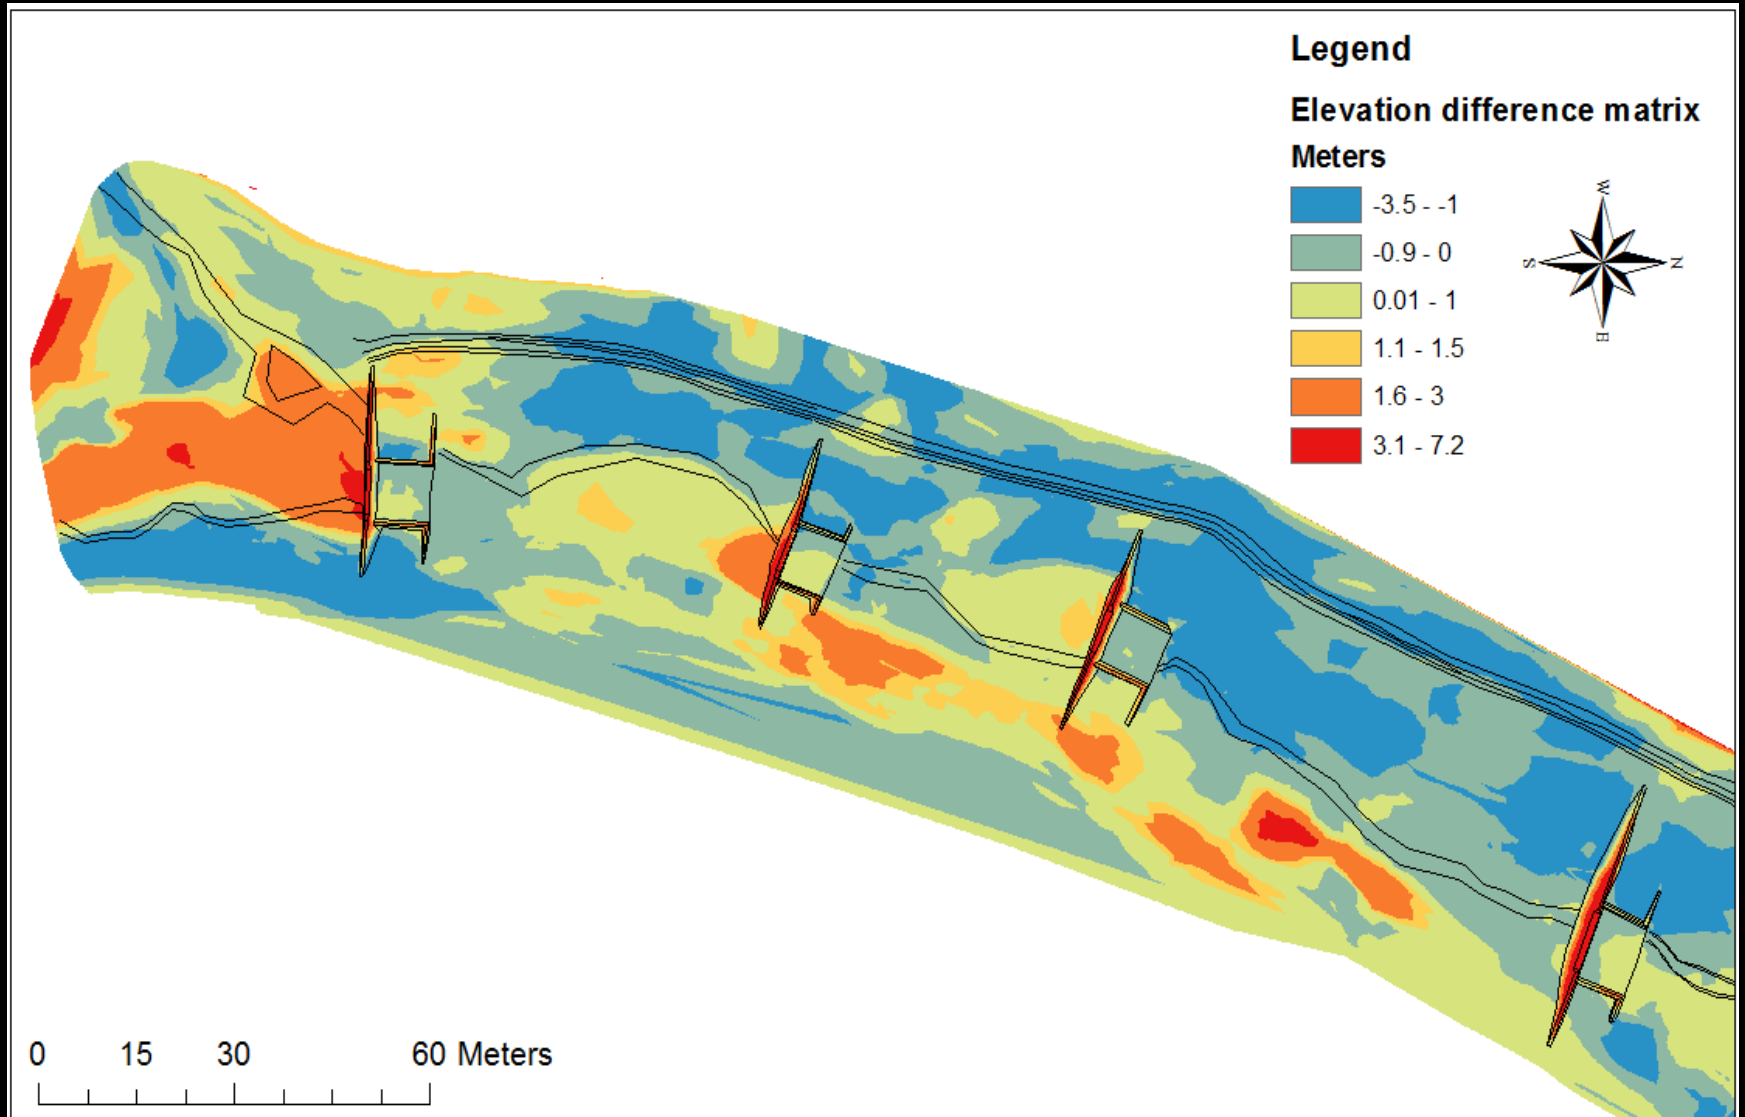 Legend
Elevation difference matrix
Meters
-3.5 - -1
-0.9 - 0
0.01 - 1
1.1 - 1.5
1.6 - 3
3.1 - 7.2
W
S
N
E
0 15 30 60 Meters